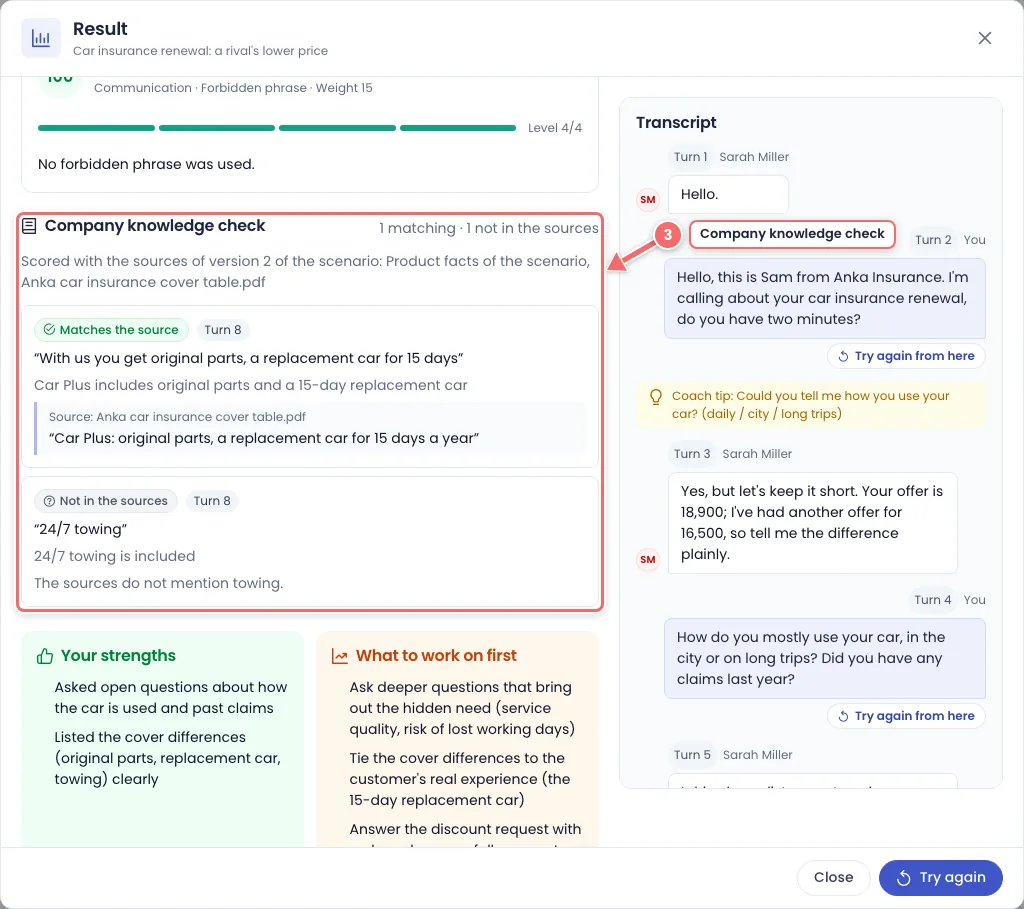 Result
Car insurance renewal: a rival's lower price
100
Communication · Forbidden phrase · Weight 15
Level 4/4
No forbidden phrase was used.
Company knowledge check
1 matching · 1 not in the sources
Scored with the sources of version 2 of the scenario: Product facts of the scenario,
Anka car insurance cover table.pdf
Matches the source
Turn 8
“With us you get original parts, a replacement car for 15 days”
Car Plus includes original parts and a 15-day replacement car
Source: Anka car insurance cover table.pdf
“Car Plus: original parts, a replacement car for 15 days a year”
Not in the sources
Turn 8
“24/7 towing”
24/7 towing is included
The sources do not mention towing.
Your strengths
Asked open questions about how
the car is used and past claims
Listed the cover differences
(original parts, replacement car,
towing) clearly
What to work on first
Ask deeper questions that bring
out the hidden need (service
quality, risk of lost working days)
Tie the cover differences to the
customer's real experience (the
15-day replacement car)
Answer the discount request with
Transcript
Turn 1 Sarah Miller
SM
Hello.
3
Company knowledge check
Turn 2 You
Hello, this is Sam from Anka Insurance. I'm
calling about your car insurance renewal,
do you have two minutes?
Try again from here
Coach tip: Could you tell me how you use your
car? (daily / city / long trips)
Turn 3 Sarah Miller
Yes, but let's keep it short. Your offer is
18,900; I've had another offer for
16,500, so tell me the difference
plainly.
SM
Turn 4 You
How do you mostly use your car, in the
city or on long trips? Did you have any
claims last year?
Try again from here
Turn 5 Sarah Miller
Close
Try again